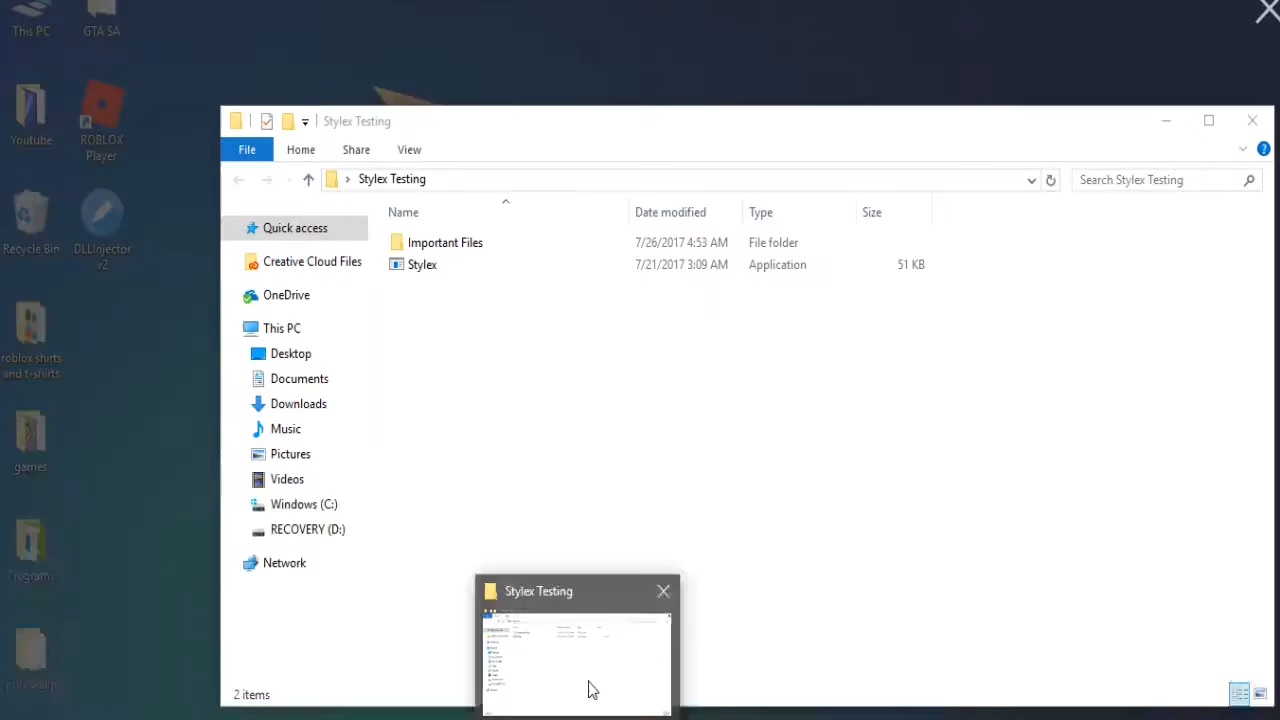 This PC
GTA SA
Youtube
ROBLOX
Player
Recycle Bin
DLLInjector
v2
roblox shirts
and t-shirts
games
Programs
Stylex Testing
File
Home
Share
View
Stylex Testing
Search Stylex Testing
Name
Date modified
Type
Size
Quick access
Creative Cloud Files
OneDrive
This PC
Desktop
Documents
Downloads
Music
Pictures
Videos
Windows (C:)
RECOVERY (D:)
Network
Important Files
7/26/2017 4:53 AM
File folder
Stylex
7/21/2017 3:09 AM
Application
51 KB
Stylex Testing
2 items